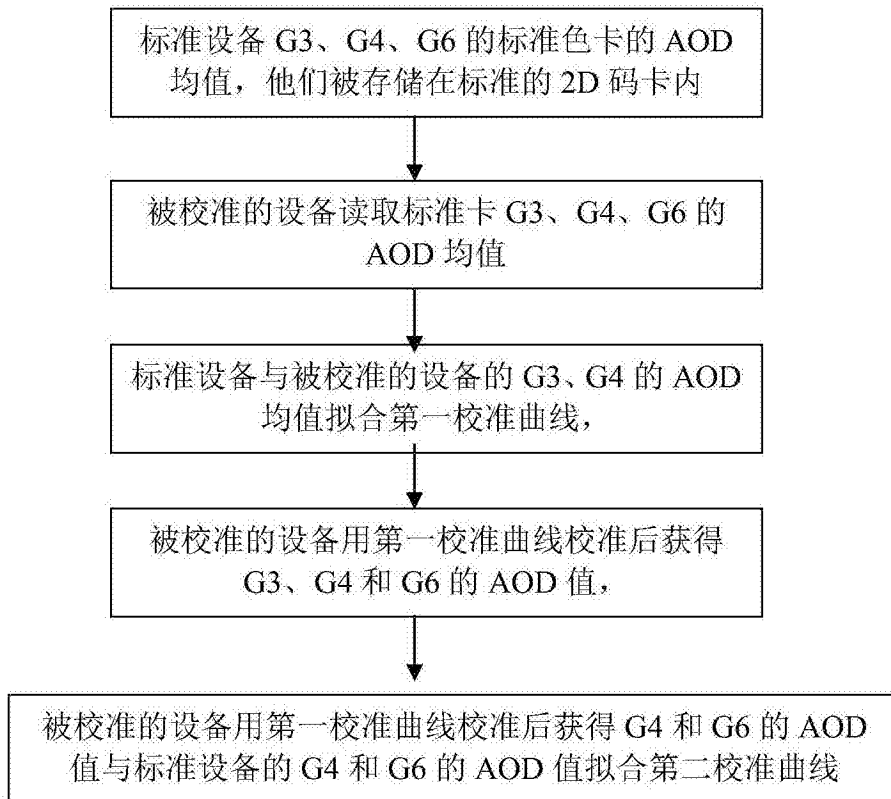 标准设备 G3、G4、G6 的标准色卡的 AOD
均值，他们被存储在标准的 2D 码卡内
被校准的设备读取标准卡 G3、G4、G6 的
AOD 均值
标准设备与被校准的设备的 G3、G4 的 AOD
均值拟合第一校准曲线，
被校准的设备用第一校准曲线校准后获得
G3、G4 和 G6 的 AOD 值，
被校准的设备用第一校准曲线校准后获得 G4 和 G6 的 AOD
值与标准设备的 G4 和 G6 的 AOD 值拟合第二校准曲线